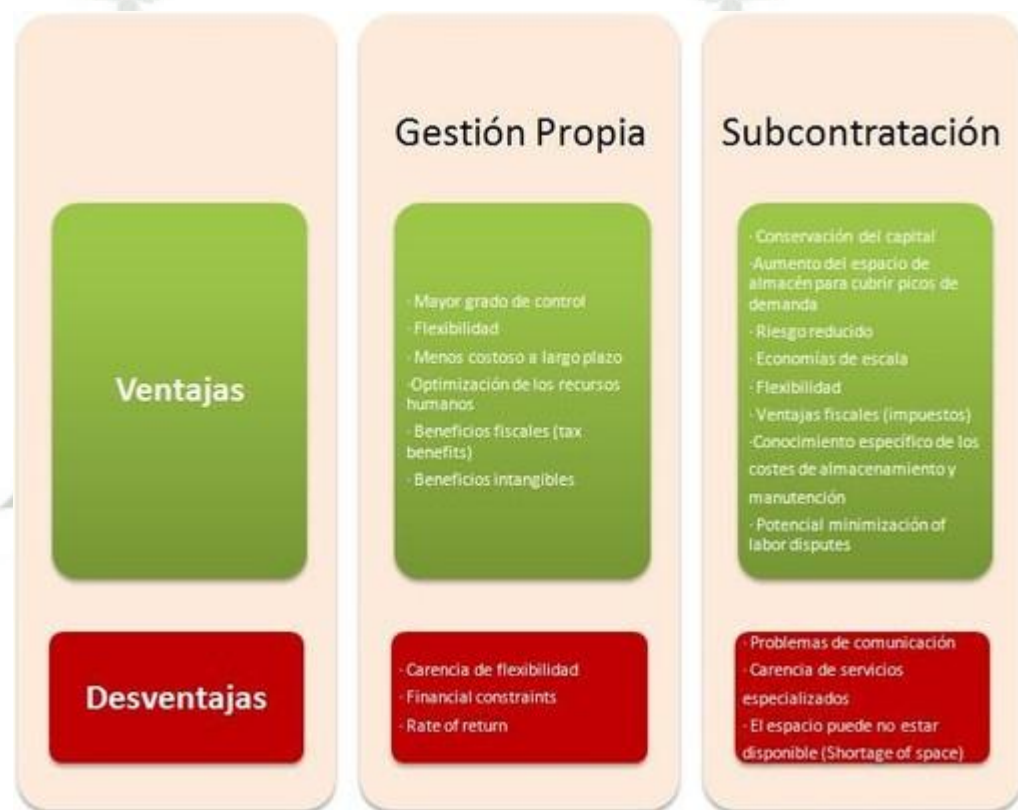 Gestión Propia
Subcontratación
Ventajas
· Mayor grado de control
· Flexibilidad
· Menos costoso a largo plazo
·Optimización de los recursos
humanos
· Beneficios fiscales (tax
benefits)
· Beneficios intangibles
· Conservación del capital
·Aumento del espacio de
almacén para cubrir picos de
demanda
· Riesgo reducido
· Economías de escala
· Flexibilidad
· Ventajas fiscales (impuestos)
·Conocimiento específico de los
costes de almacenamiento y
manutención
· Potencial minimización of
labor disputes
Desventajas
· Carencia de flexibilidad
· Financial constraints
· Rate of return
· Problemas de comunicación
· Carencia de servicios
especializados
· El espacio puede no estar
disponible (Shortage of space)